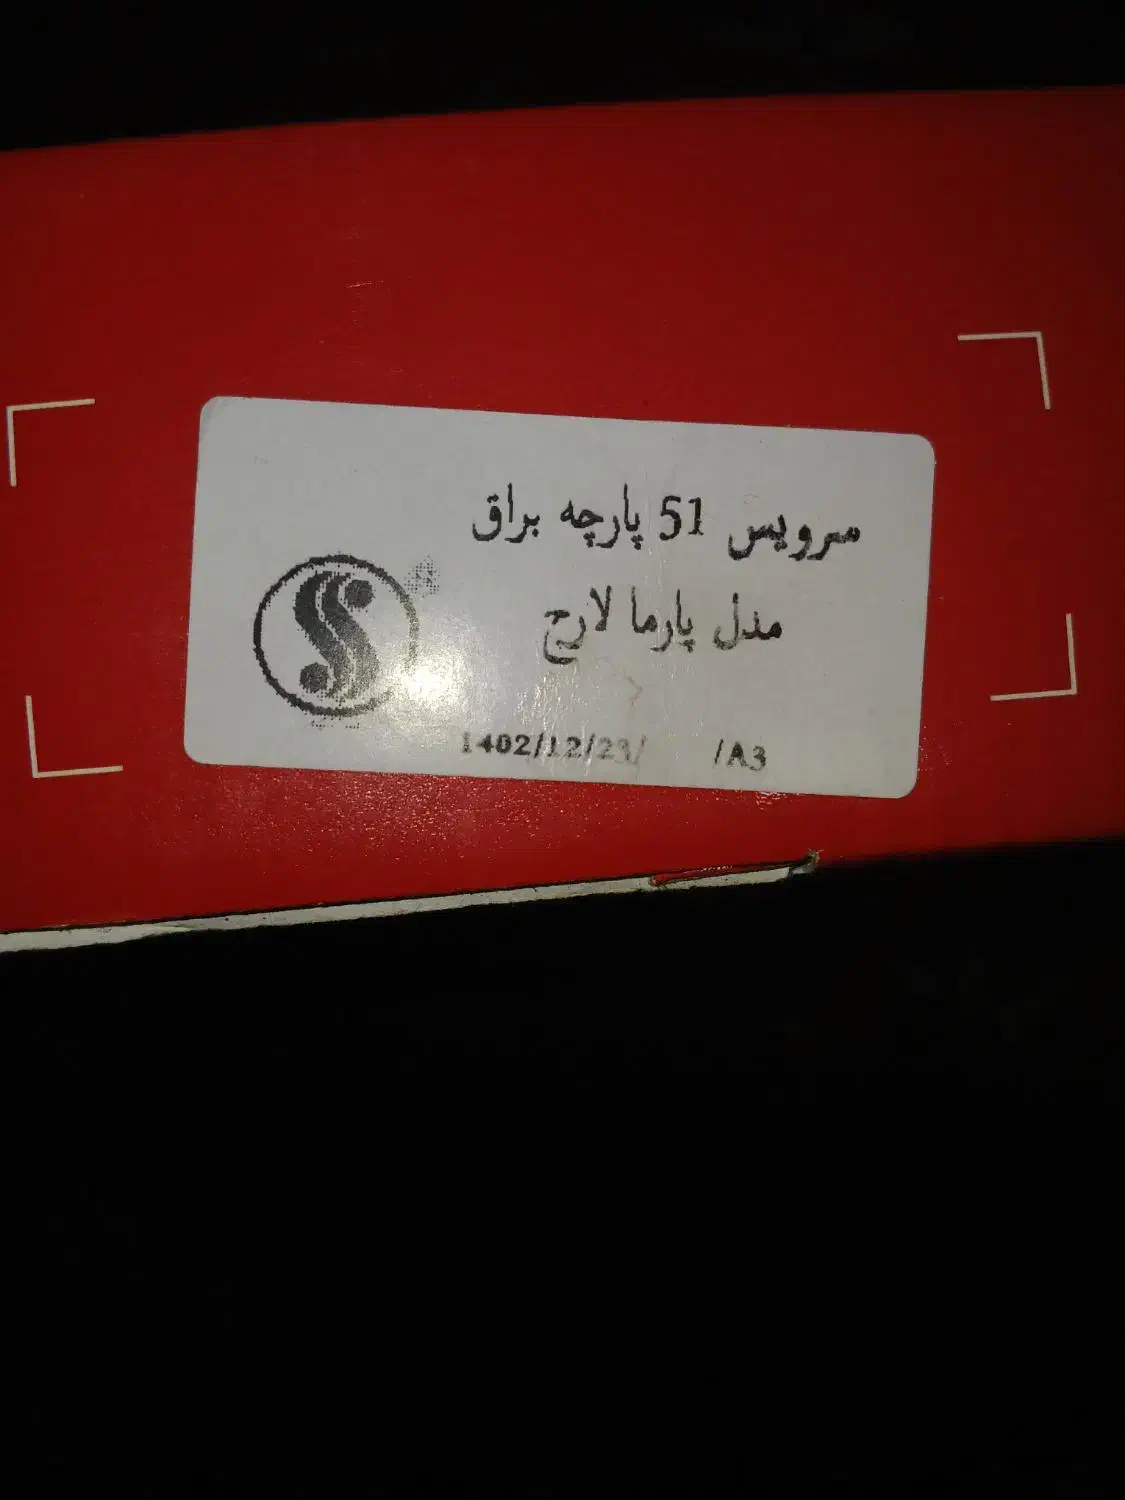 سرویس 51 پارچه براق
مدل پارما لارج
1402/12/23/ /A3